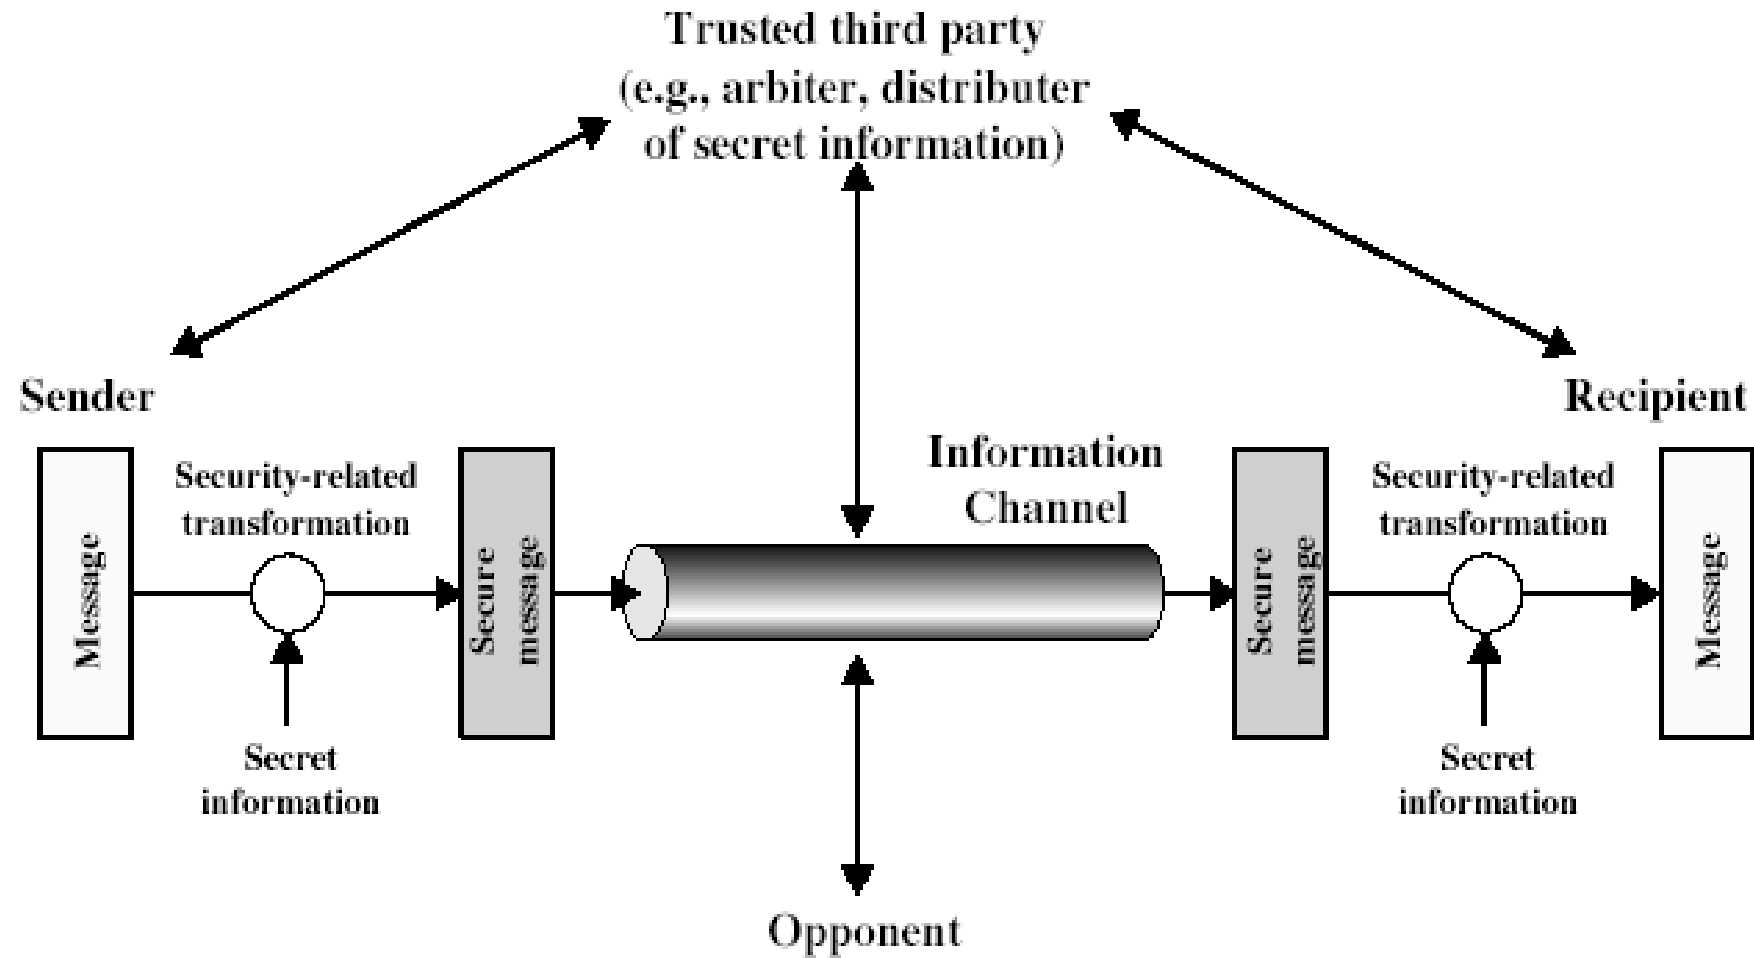 Trusted third party
(e.g., arbiter, distributer
of secret information)
Sender
Recipient
Information
Channel
Security-related
transformation
Security-related
transformation
Message
Secure
message
Secure
message
Message
Secret
information
Secret
information
Opponent